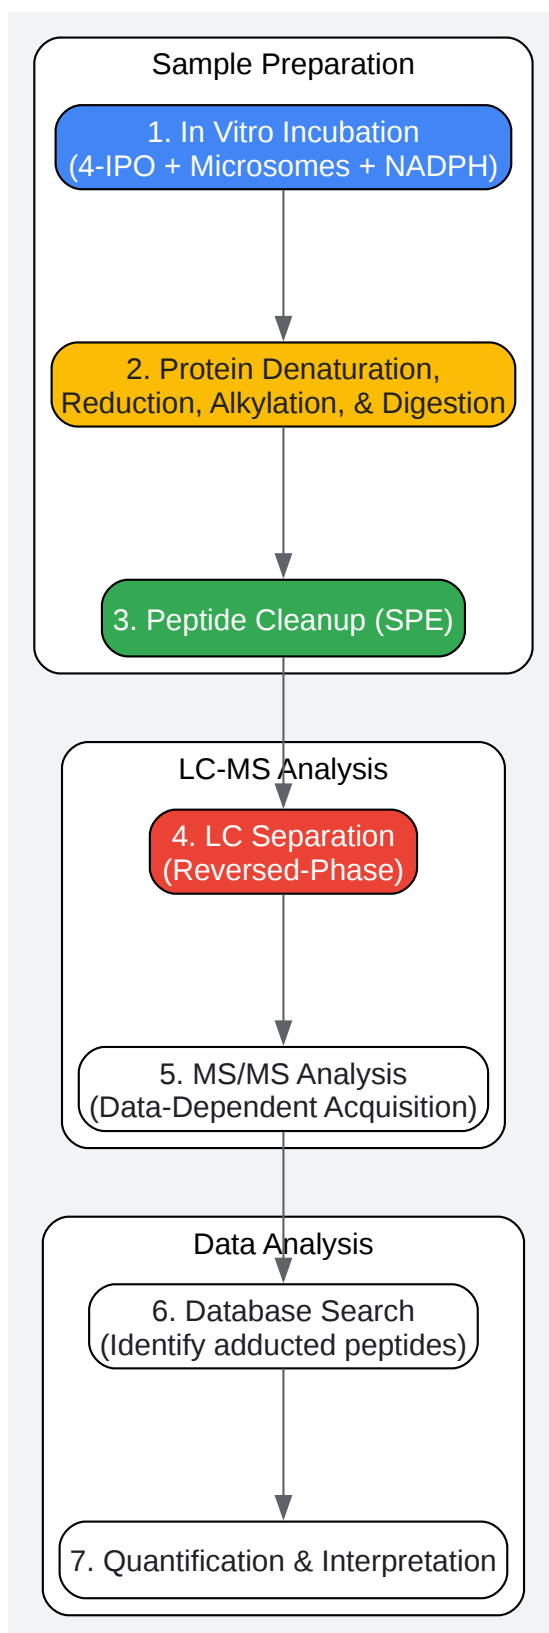 Sample Preparation
1. In Vitro Incubation
(4-IPO + Microsomes + NADPH)
2. Protein Denaturation,
Reduction, Alkylation, & Digestion
3. Peptide Cleanup (SPE)
LC-MS Analysis
4. LC Separation
(Reversed-Phase)
5. MS/MS Analysis
(Data-Dependent Acquisition)
Data Analysis
6. Database Search
(Identify adducted peptides)
7. Quantification & Interpretation